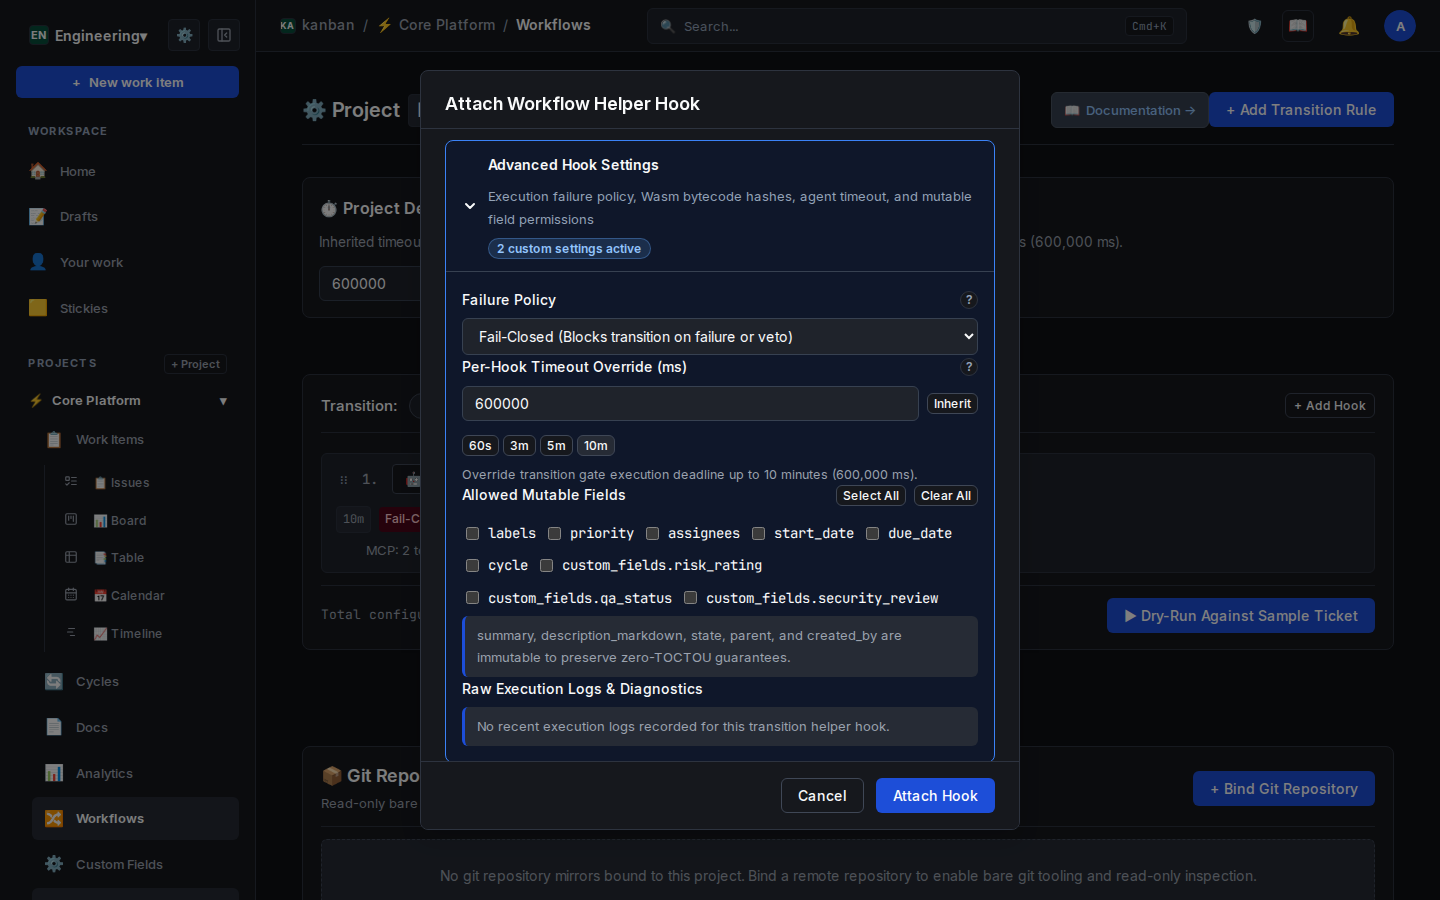 EN Engineering▾
+ New work item
WORKSPACE
Home
Drafts
Your work
Stickies
PROJECTS
+ Project
Core Platform ▾
Work Items
Issues
Board
Table
Calendar
Timeline
Cycles
Docs
Analytics
Workflows
Custom Fields
KA kanban / Core Platform / Workflows
Search...
Cmd+K
A
Project
Documentation →
+ Add Transition Rule
Project De
Inherited timeou
s (600,000 ms).
600000
Transition:
+ Add Hook
1.
10m
Fail-C
MCP: 2 t
Total config
▶ Dry-Run Against Sample Ticket
Git Repo
Read-only bare
+ Bind Git Repository
No git repository mirrors bound to this project. Bind a remote repository to enable bare git tooling and read-only inspection.
Attach Workflow Helper Hook
Advanced Hook Settings
Execution failure policy, Wasm bytecode hashes, agent timeout, and mutable
field permissions
2 custom settings active
Failure Policy
?
Fail-Closed (Blocks transition on failure or veto)
Per-Hook Timeout Override (ms)
?
600000
Inherit
60s 3m 5m 10m
Override transition gate execution deadline up to 10 minutes (600,000 ms).
Allowed Mutable Fields
Select All
Clear All
labels priority assignees start_date due_date
cycle custom_fields.risk_rating
custom_fields.qa_status custom_fields.security_review
summary, description_markdown, state, parent, and created_by are
immutable to preserve zero-TOCTOU guarantees.
Raw Execution Logs & Diagnostics
No recent execution logs recorded for this transition helper hook.
Cancel
Attach Hook